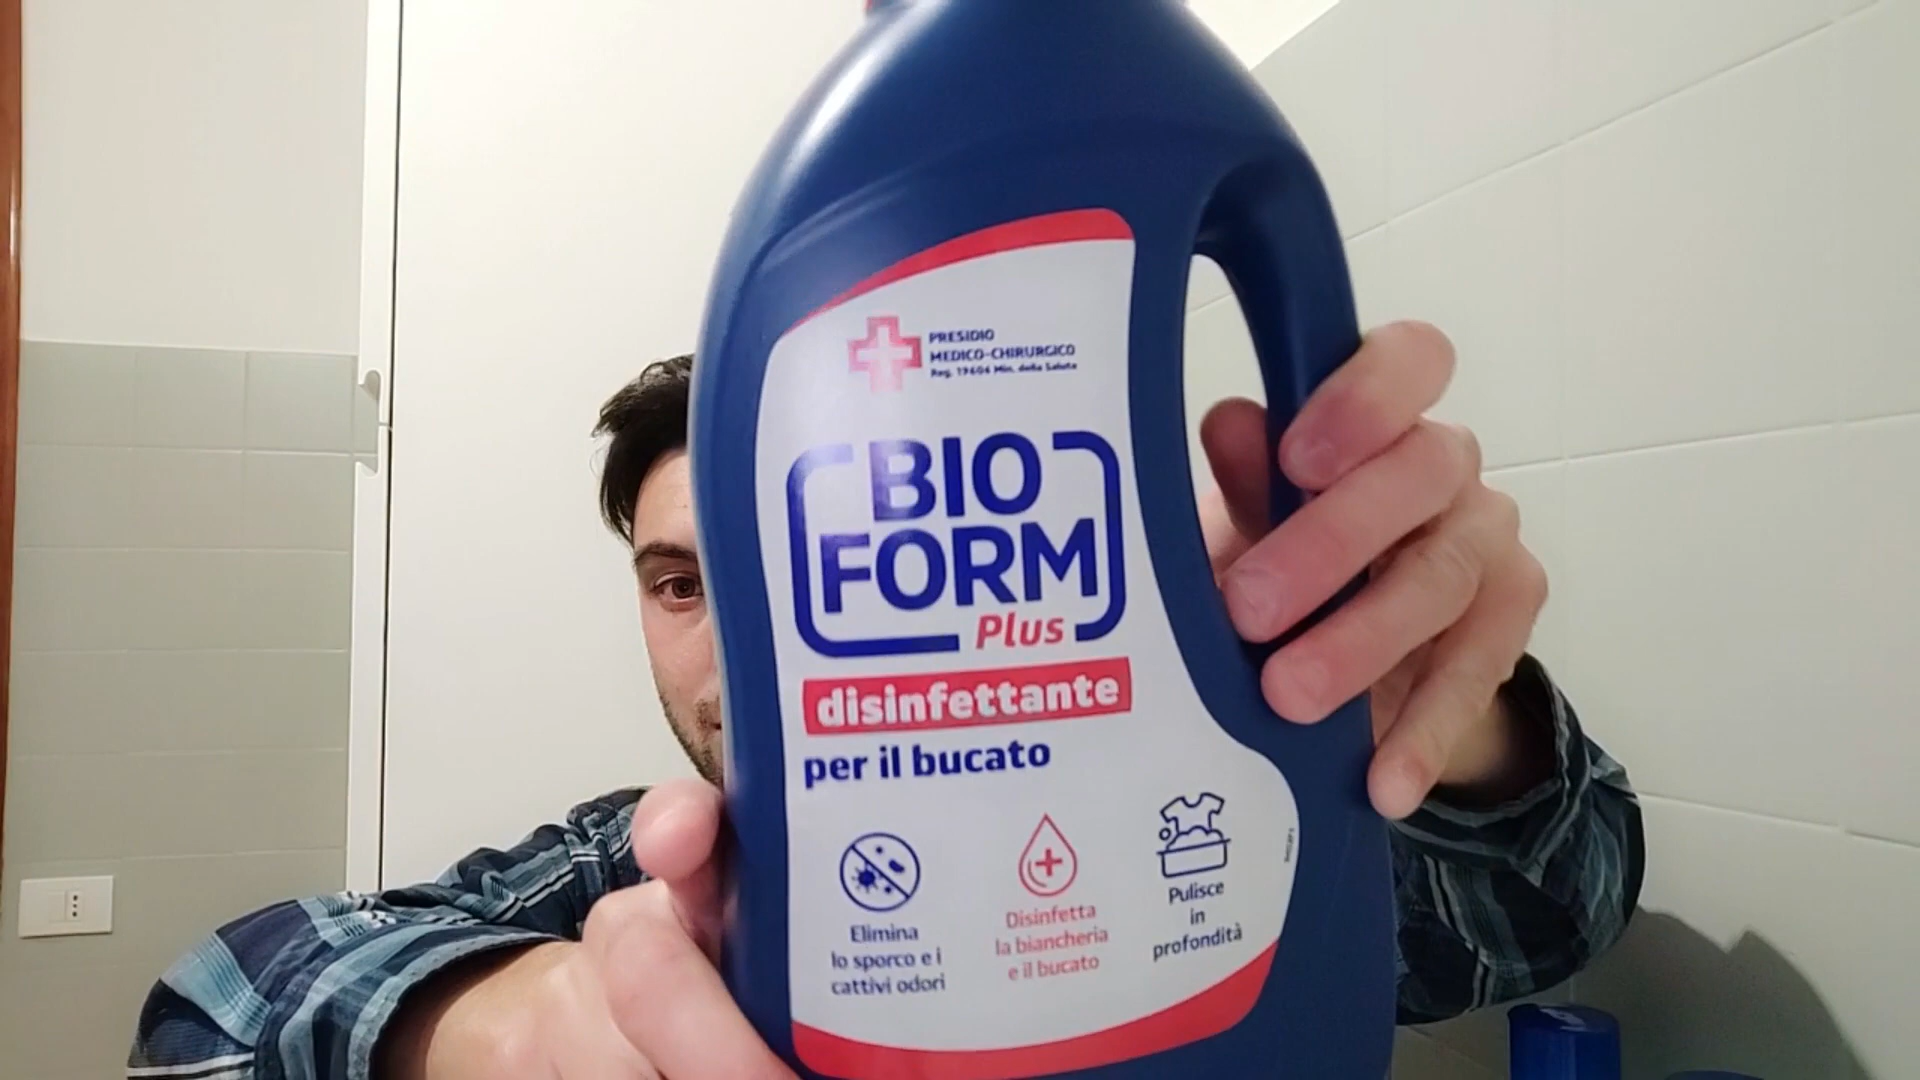 PRESIDIO
MEDICO-CHIRURGICO
Reg. 19604 Min. della Salute
BIO
FORM
Plus
disinfettante
per il bucato
Elimina
lo sporco e i
cattivi odori
Disinfetta
la biancheria
e il bucato
Pulisce
in
profondità